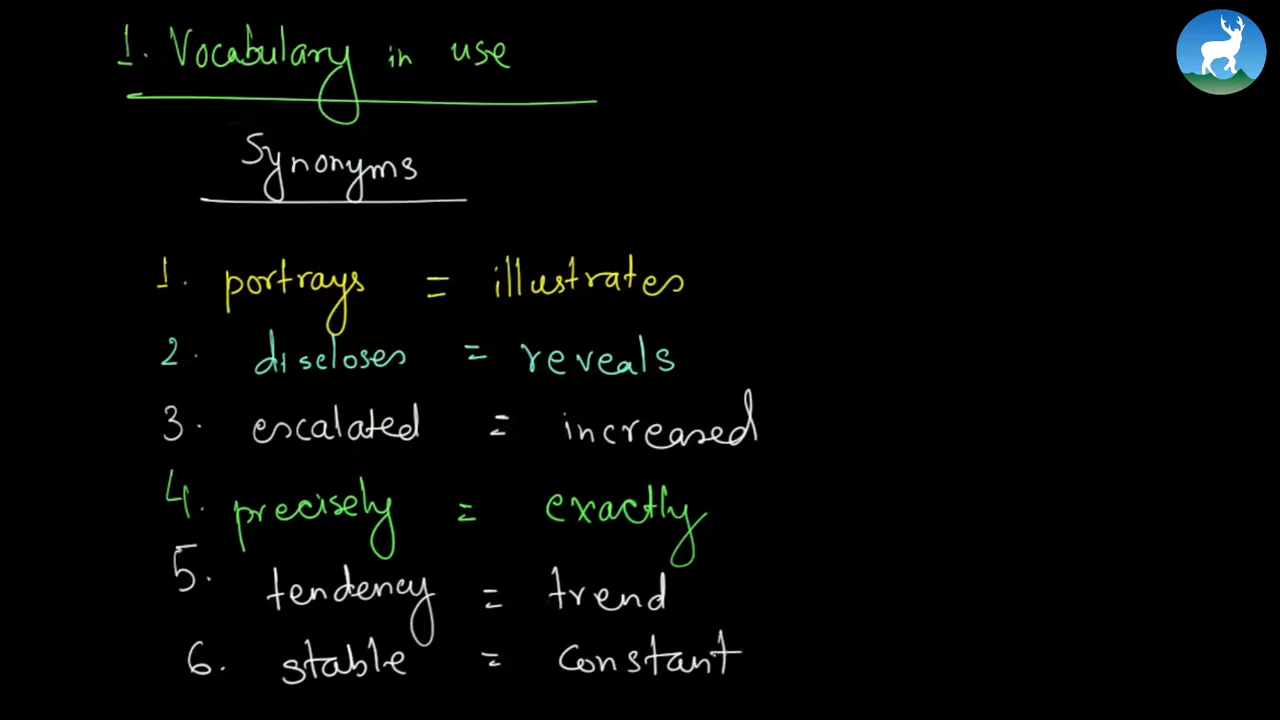 1. Vocabulary in use
Synonyms
1. portrays = illustrates
2. discloses = reveals
3. escalated = increased
4. precisely = exactly
5. tendency = trend
6. stable = constant